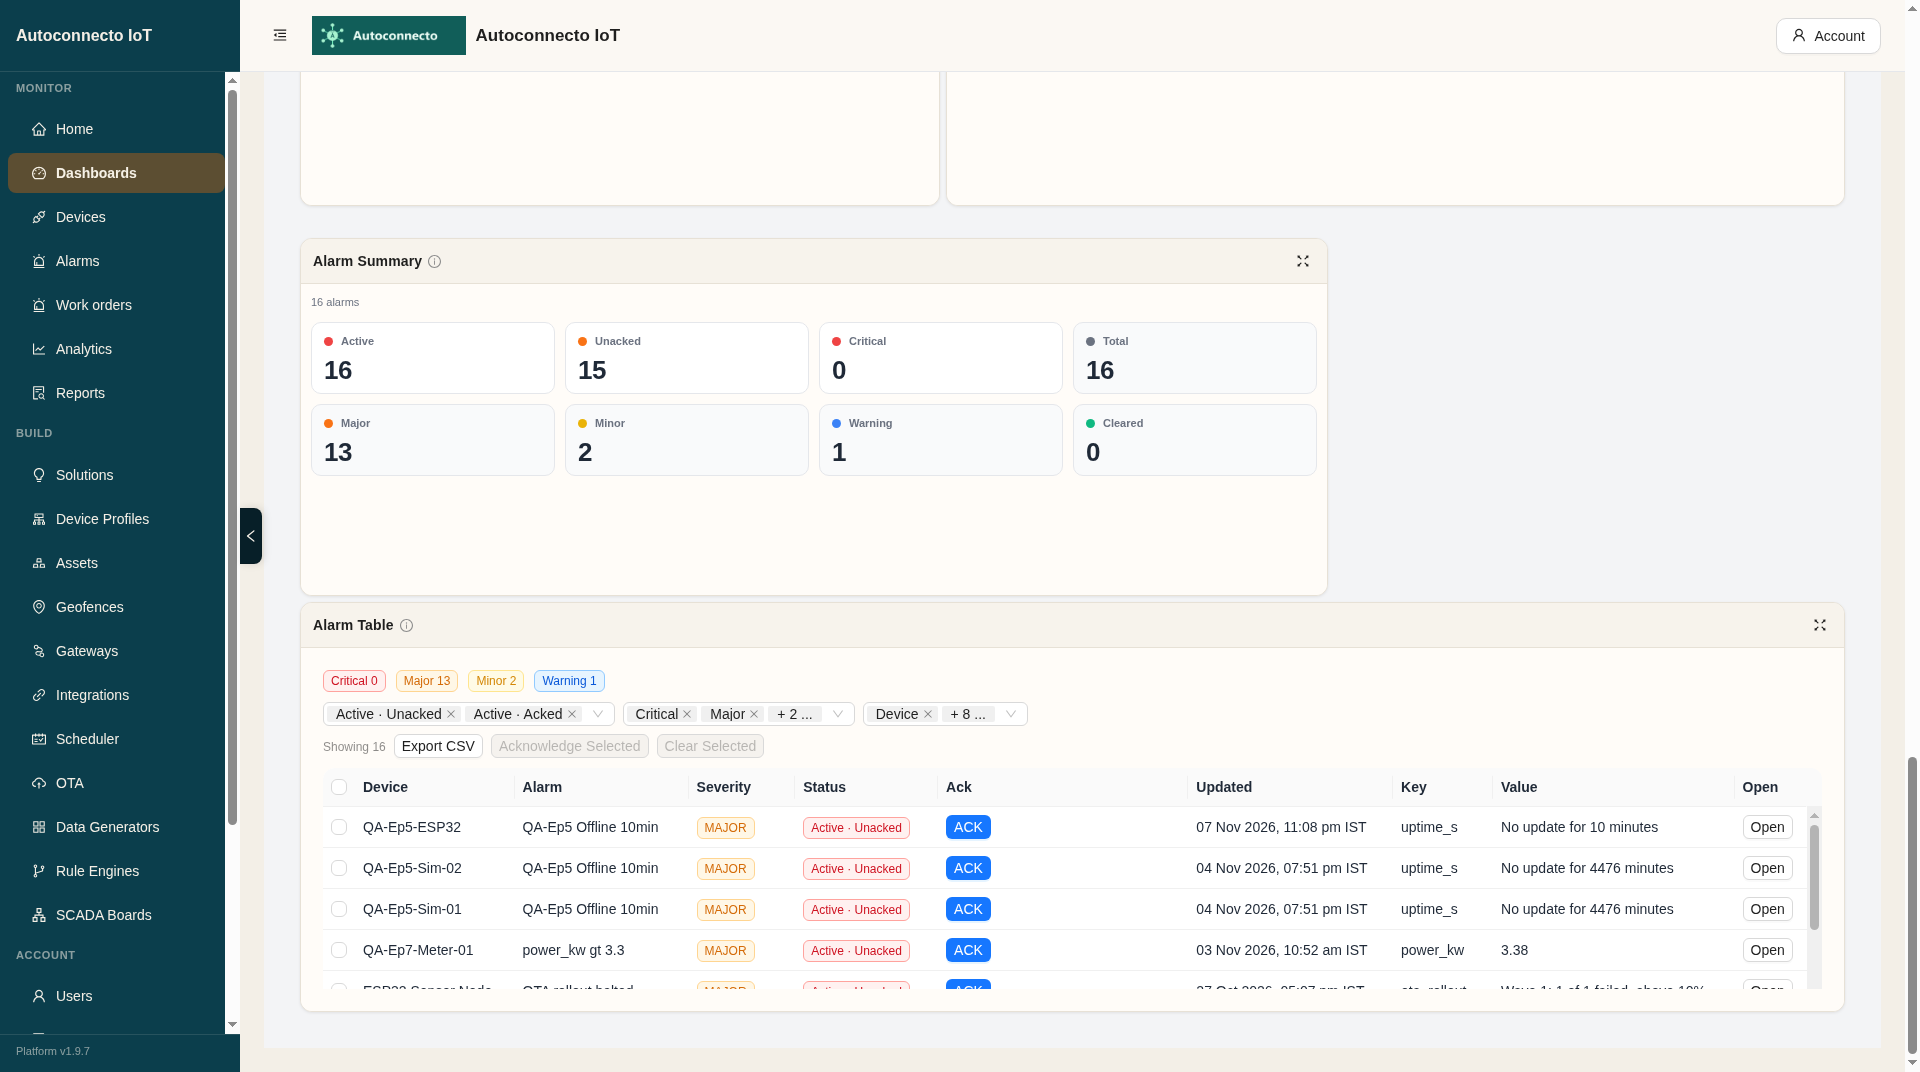 Autoconnecto IoT
Autoconnecto
Autoconnecto IoT
Account
MONITOR
Home
Dashboards
Devices
Alarms
Work orders
Analytics
Reports
BUILD
Solutions
Device Profiles
Assets
Geofences
Gateways
Integrations
Scheduler
OTA
Data Generators
Rule Engines
SCADA Boards
ACCOUNT
Users
Platform v1.9.7
Alarm Summary
16 alarms
Active
16
Unacked
15
Critical
0
Total
16
Major
13
Minor
2
Warning
1
Cleared
0
Alarm Table
Critical 0 Major 13 Minor 2 Warning 1
Active · Unacked Active · Acked Critical Major + 2 ... Device + 8 ...
Showing 16 Export CSV Acknowledge Selected Clear Selected
Device Alarm Severity Status Ack Updated Key Value Open
QA-Ep5-ESP32 QA-Ep5 Offline 10min MAJOR Active · Unacked ACK 07 Nov 2026, 11:08 pm IST uptime_s No update for 10 minutes Open
QA-Ep5-Sim-02 QA-Ep5 Offline 10min MAJOR Active · Unacked ACK 04 Nov 2026, 07:51 pm IST uptime_s No update for 4476 minutes Open
QA-Ep5-Sim-01 QA-Ep5 Offline 10min MAJOR Active · Unacked ACK 04 Nov 2026, 07:51 pm IST uptime_s No update for 4476 minutes Open
QA-Ep7-Meter-01 power_kw gt 3.3 MAJOR Active · Unacked ACK 03 Nov 2026, 10:52 am IST power_kw 3.38 Open